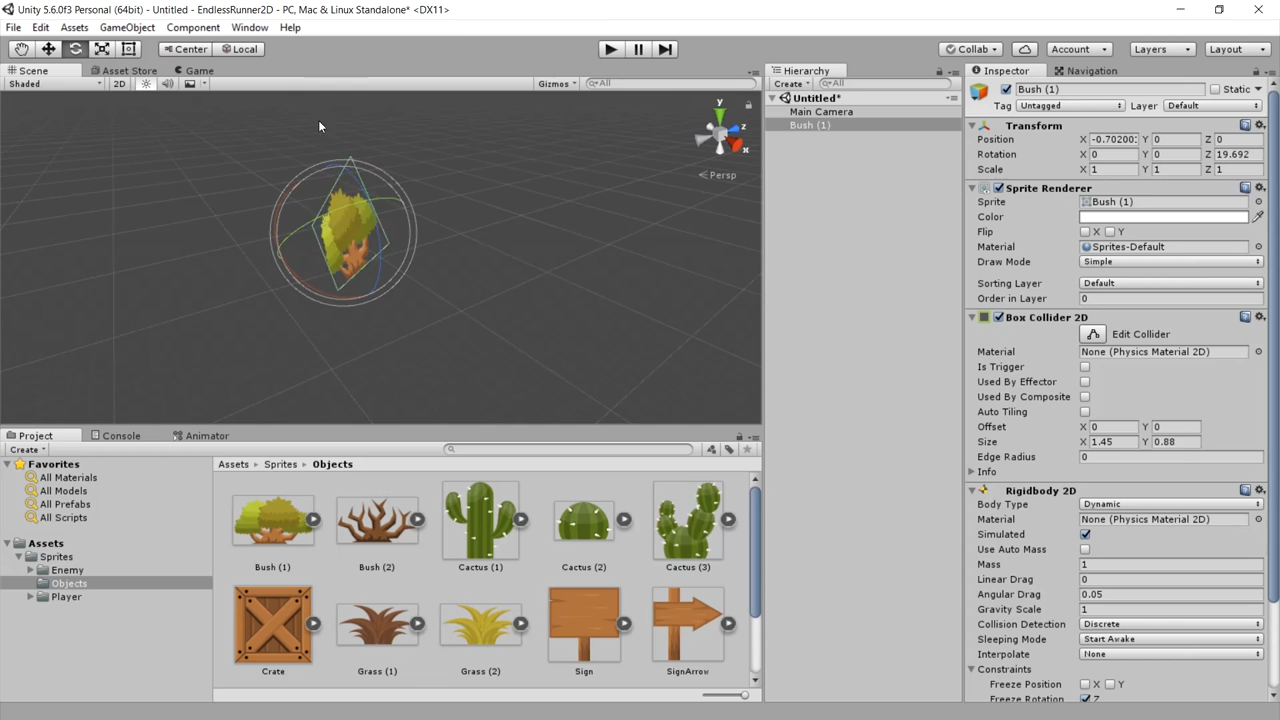 Unity 5.6.0f3 Personal (64bit) - Untitled - EndlessRunner2D - PC, Mac & Linux Standalone* <DX11>
File Edit Assets GameObject Component Window Help
Center Local Collab Account Layers Layout
Scene Asset Store Game
Shaded 2D Gizmos All
y
z
x
Persp
Hierarchy
Create All
Untitled*
Main Camera
Bush (1)
Inspector Navigation
Bush (1) Static
Tag Untagged Layer Default
Transform
Position X -0.70200: Y 0 Z 0
Rotation X 0 Y 0 Z 19.692
Scale X 1 Y 1 Z 1
Sprite Renderer
Sprite Bush (1)
Color
Flip X Y
Material Sprites-Default
Draw Mode Simple
Sorting Layer Default
Order in Layer 0
Box Collider 2D
Edit Collider
Material None (Physics Material 2D)
Is Trigger
Used By Effector
Used By Composite
Auto Tiling
Offset X 0 Y 0
Size X 1.45 Y 0.88
Edge Radius 0
Info
Rigidbody 2D
Body Type Dynamic
Material None (Physics Material 2D)
Simulated
Use Auto Mass
Mass 1
Linear Drag 0
Angular Drag 0.05
Gravity Scale 1
Collision Detection Discrete
Sleeping Mode Start Awake
Interpolate None
Constraints
Freeze Position X Y
Freeze Rotation Z
Project Console Animator
Create
Favorites
All Materials
All Models
All Prefabs
All Scripts
Assets
Sprites
Enemy
Objects
Player
Assets Sprites Objects
Bush (1) Bush (2) Cactus (1) Cactus (2) Cactus (3)
Crate Grass (1) Grass (2) Sign SignArrow